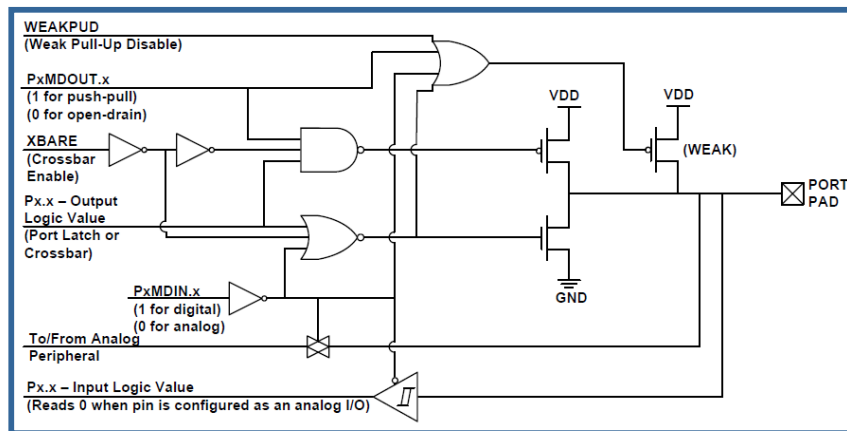 WEAKPUD
(Weak Pull-Up Disable)
PxMDOUT.x
(1 for push-pull)
(0 for open-drain)
XBARE
(Crossbar
Enable)
Px.x – Output
Logic Value
(Port Latch or
Crossbar)
PxMDIN.x
(1 for digital)
(0 for analog)
To/From Analog
Peripheral
Px.x – Input Logic Value
(Reads 0 when pin is configured as an analog I/O)
VDD
VDD
(WEAK)
PORT
PAD
GND